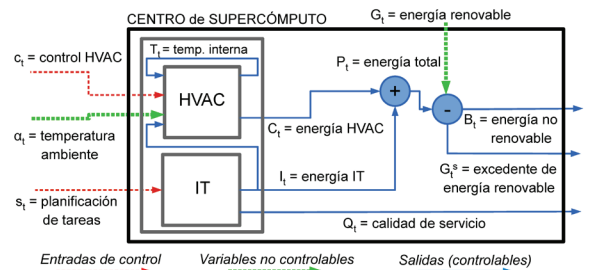 CENTRO de SUPERCÓMPUTO
Gₜ = energía renovable
cₜ = control HVAC
Tₜ = temp. interna
Pₜ = energía total
HVAC
+
-
αₜ = temperatura
ambiente
Cₜ = energía HVAC
Bₜ = energía no
renovable
IT
Iₜ = energía IT
Gₜˢ = excedente de
energía renovable
sₜ = planificación
de tareas
Qₜ = calidad de servicio
Entradas de control
Variables no controlables
Salidas (controlables)